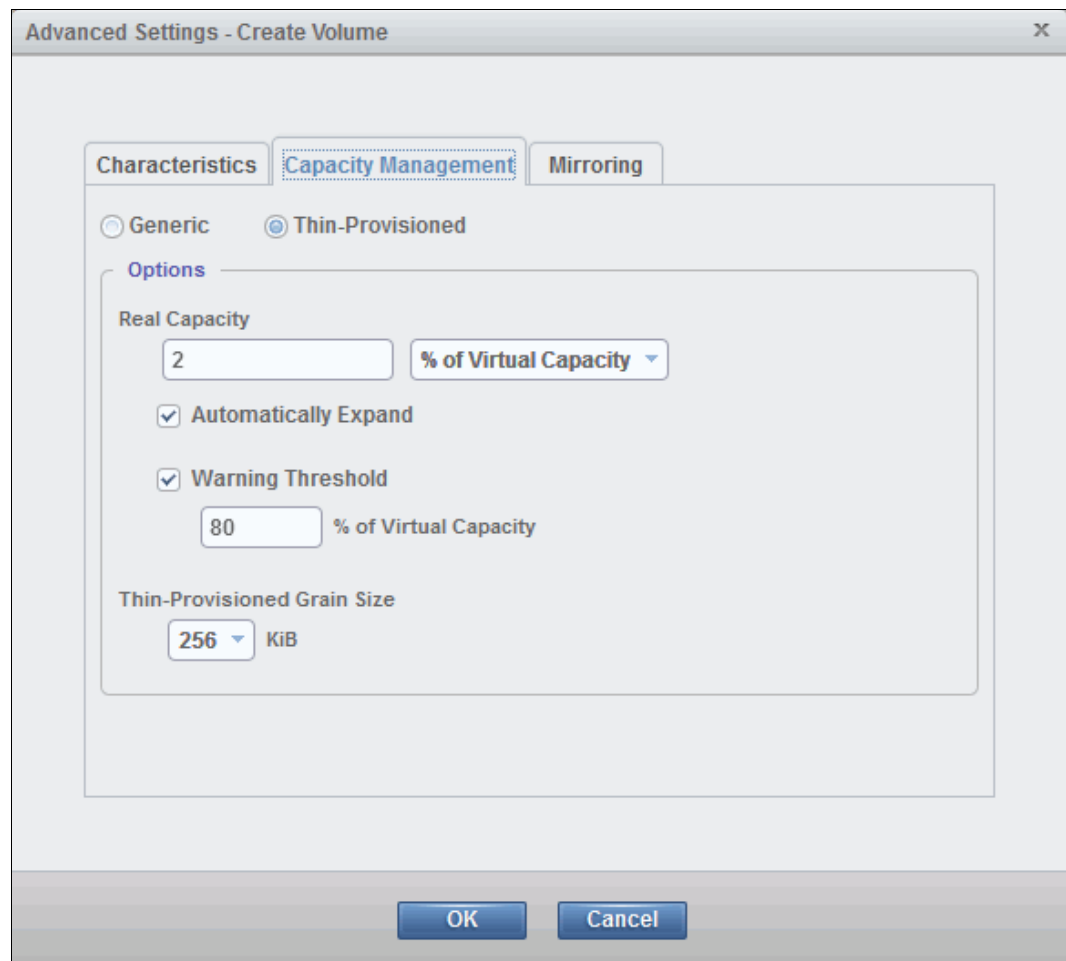 Advanced Settings - Create Volume x
Characteristics Capacity Management Mirroring
Generic Thin-Provisioned
Options
Real Capacity
2 % of Virtual Capacity
Automatically Expand
Warning Threshold
80 % of Virtual Capacity
Thin-Provisioned Grain Size
256 KiB
OK Cancel